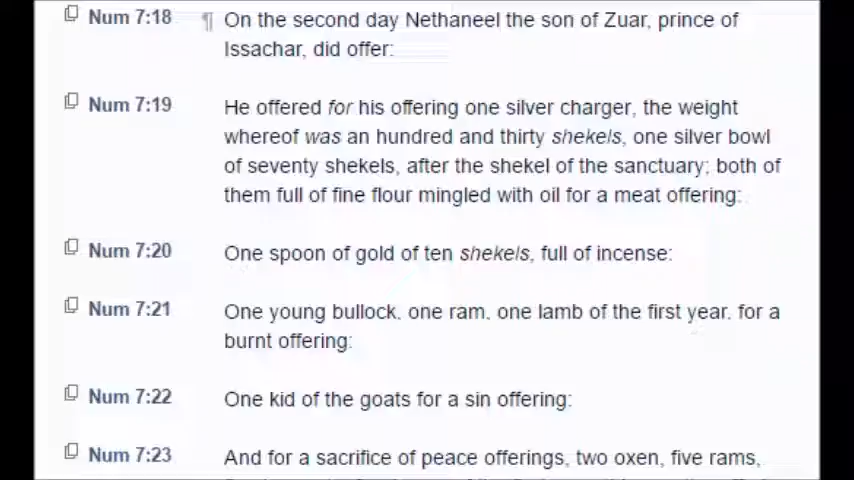 Num 7:18 ¶ On the second day Nethaneel the son of Zuar, prince of
Issachar, did offer:
Num 7:19 He offered for his offering one silver charger, the weight
whereof was an hundred and thirty shekels, one silver bowl
of seventy shekels, after the shekel of the sanctuary; both of
them full of fine flour mingled with oil for a meat offering:
Num 7:20 One spoon of gold of ten shekels, full of incense:
Num 7:21 One young bullock, one ram, one lamb of the first year, for a
burnt offering:
Num 7:22 One kid of the goats for a sin offering:
Num 7:23 And for a sacrifice of peace offerings, two oxen, five rams,